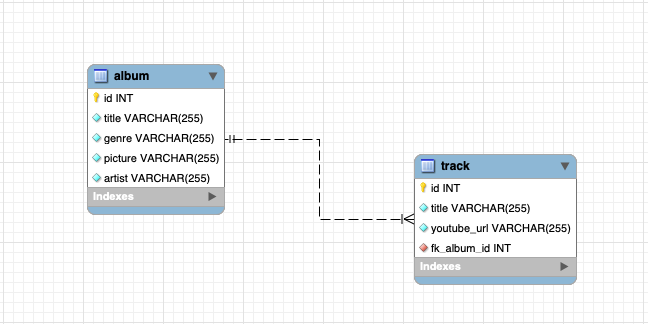 album
id INT
title VARCHAR(255)
genre VARCHAR(255)
picture VARCHAR(255)
artist VARCHAR(255)
Indexes
track
id INT
title VARCHAR(255)
youtube_url VARCHAR(255)
fk_album_id INT
Indexes